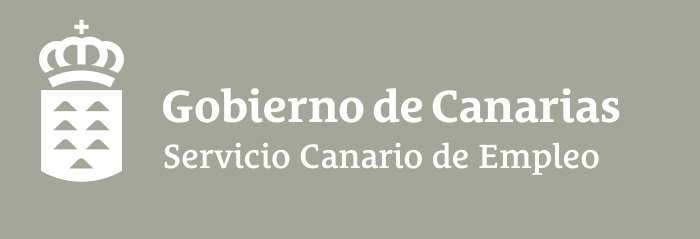 Gobierno de Canarias
Servicio Canario de Empleo